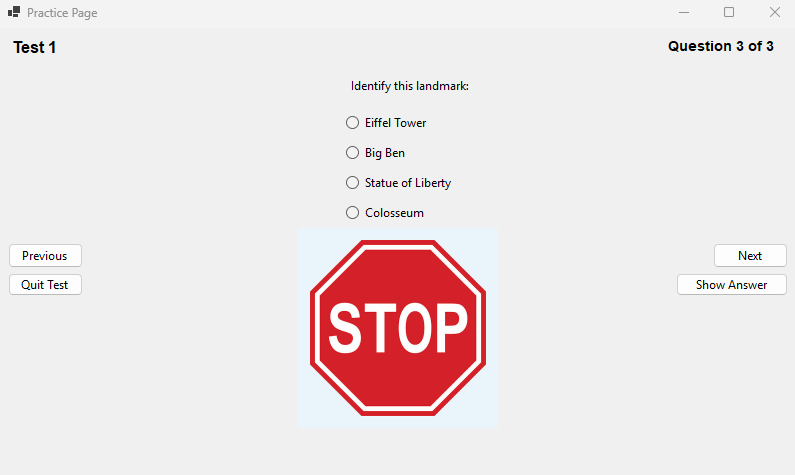 Practice Page
Test 1
Question 3 of 3
Identify this landmark:
Eiffel Tower
Big Ben
Statue of Liberty
Colosseum
Previous
Next
Quit Test
Show Answer
STOP